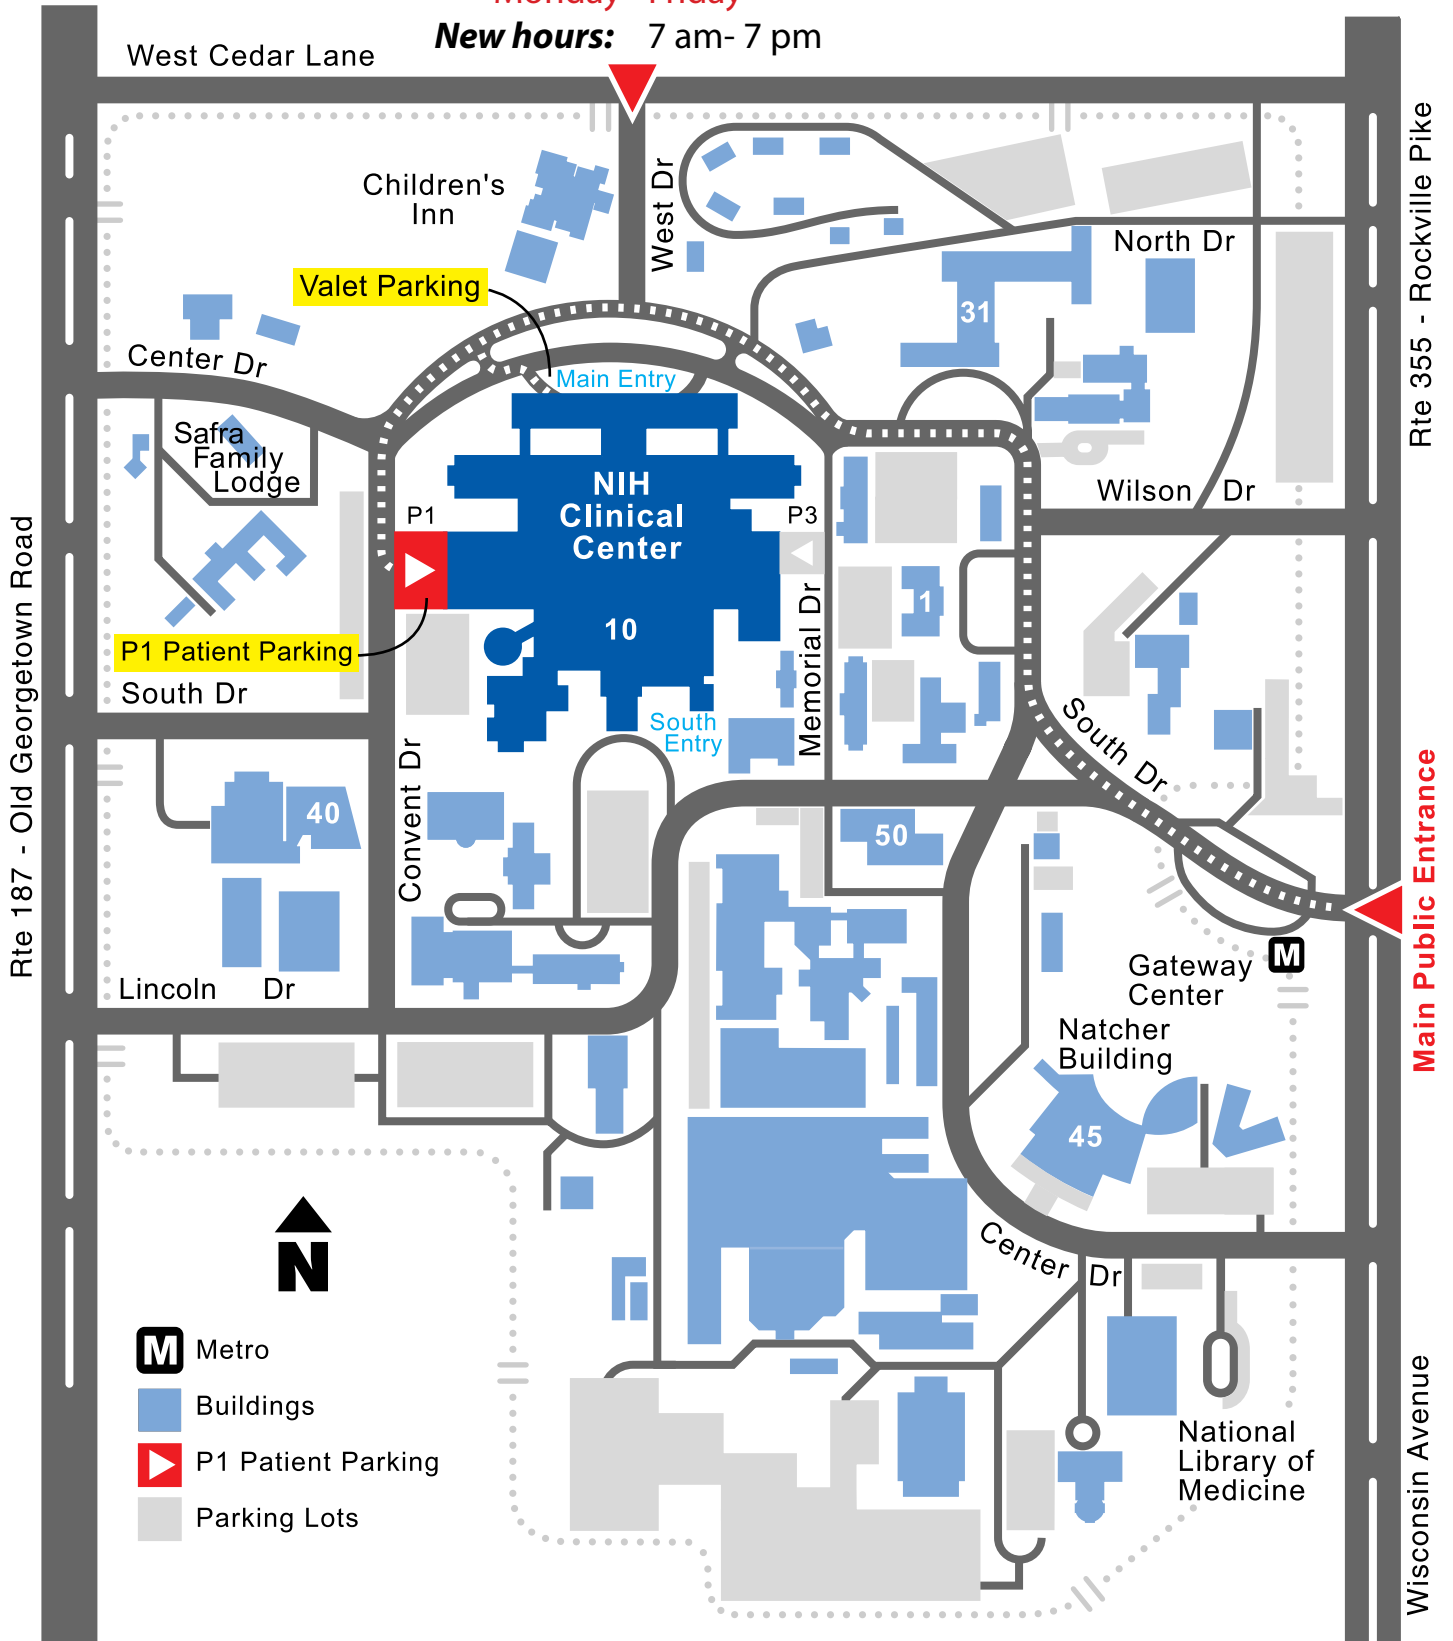 Monday - Friday
New hours: 7 am- 7 pm
West Cedar Lane
Rte 355 - Rockville Pike
Children's
Inn
West Dr
North Dr
Valet Parking
31
Center Dr
Main Entry
Safra
Family
Lodge
NIH
Clinical
Center
Wilson Dr
P1
P3
10
1
Memorial Dr
P1 Patient Parking
South Dr
South
Entry
South Dr
Rte 187 - Old Georgetown Road
Convent Dr
40
50
Main Public Entrance
M
Gateway
Center
Lincoln Dr
Natcher
Building
45
Center Dr
N
M Metro
Buildings
P1 Patient Parking
Parking Lots
National
Library of
Medicine
Wisconsin Avenue